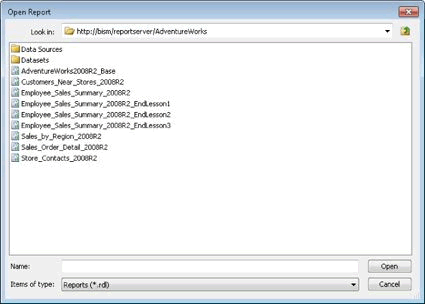 Open Report
Look in: http://bism/reportserver/AdventureWorks
Data Sources
Datasets
AdventureWorks2008R2_Base
Customers_Near_Stores_2008R2
Employee_Sales_Summary_2008R2
Employee_Sales_Summary_2008R2_EndLesson1
Employee_Sales_Summary_2008R2_EndLesson2
Employee_Sales_Summary_2008R2_EndLesson3
Sales_by_Region_2008R2
Sales_Order_Detail_2008R2
Store_Contacts_2008R2
Name: Open
Items of type: Reports (*.rdl) Cancel